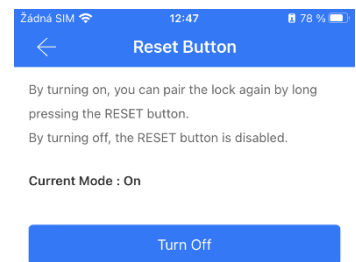 Žádná SIM 12:47 78 %
Reset Button
By turning on, you can pair the lock again by long
pressing the RESET button.
By turning off, the RESET button is disabled.
Current Mode : On
Turn Off